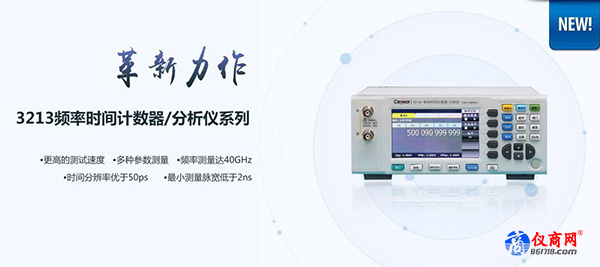 NEW!
革新力作
3213频率时间计数器/分析仪系列
•更高的测试速度 •多种参数测量 •频率测量达40GHz
•时间分辨率优于50ps •最小测量脉宽低于2ns
Ceyear
500 090 999 999
仪商网®
861718.com